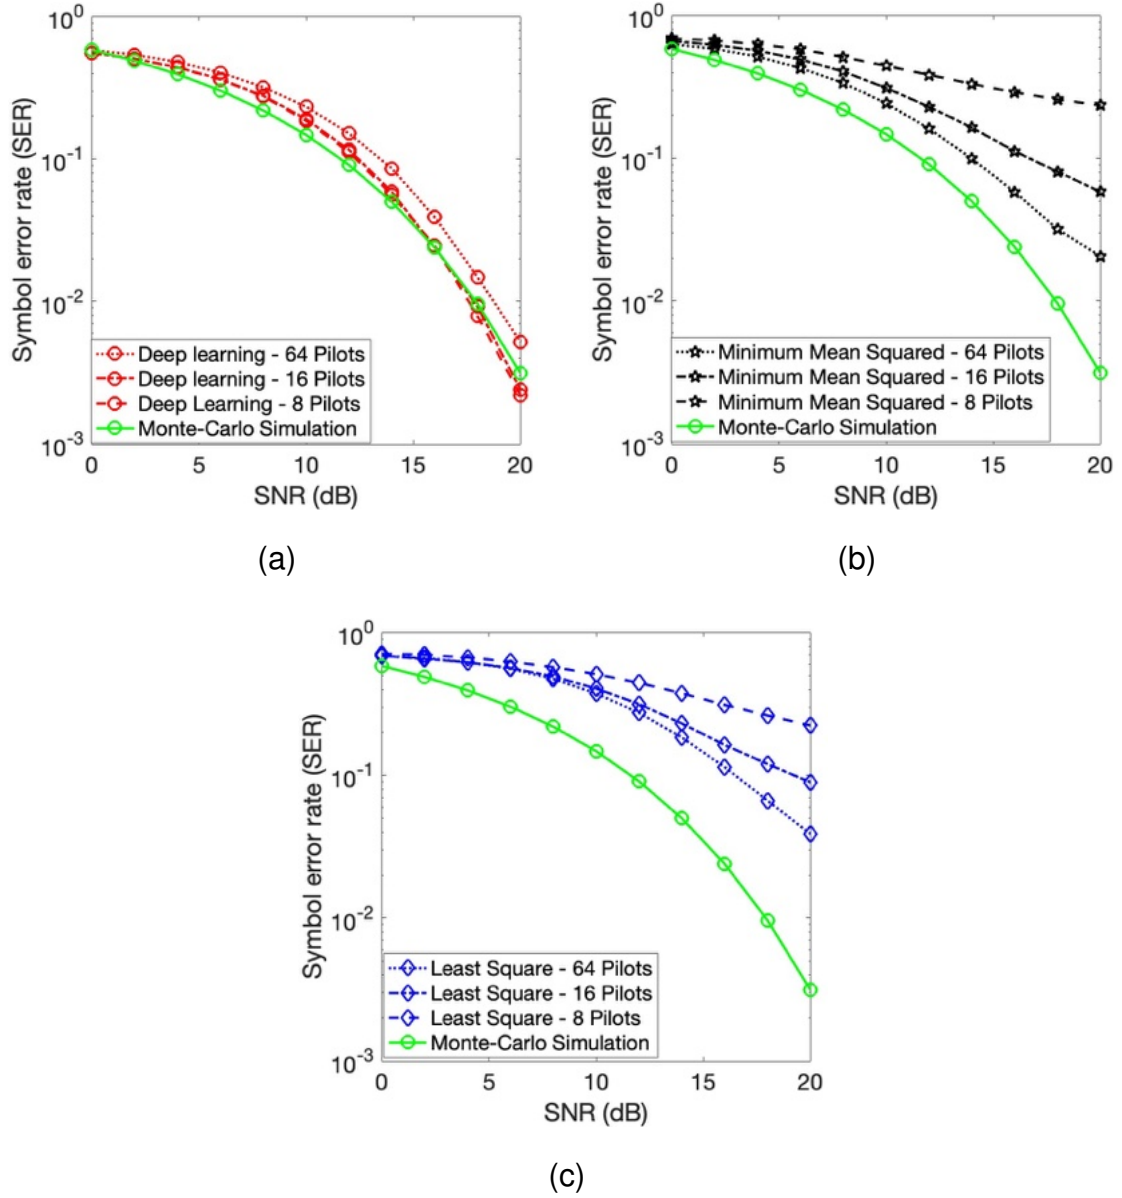 10^0
10^-1
10^-2
10^-3
Symbol error rate (SER)
Deep learning - 64 Pilots
Deep learning - 16 Pilots
Deep Learning - 8 Pilots
Monte-Carlo Simulation
0 5 10 15 20
SNR (dB)
(a)
10^0
10^-1
10^-2
10^-3
Symbol error rate (SER)
Minimum Mean Squared - 64 Pilots
Minimum Mean Squared - 16 Pilots
Minimum Mean Squared - 8 Pilots
Monte-Carlo Simulation
0 5 10 15 20
SNR (dB)
(b)
10^0
10^-1
10^-2
10^-3
Symbol error rate (SER)
Least Square - 64 Pilots
Least Square - 16 Pilots
Least Square - 8 Pilots
Monte-Carlo Simulation
0 5 10 15 20
SNR (dB)
(c)